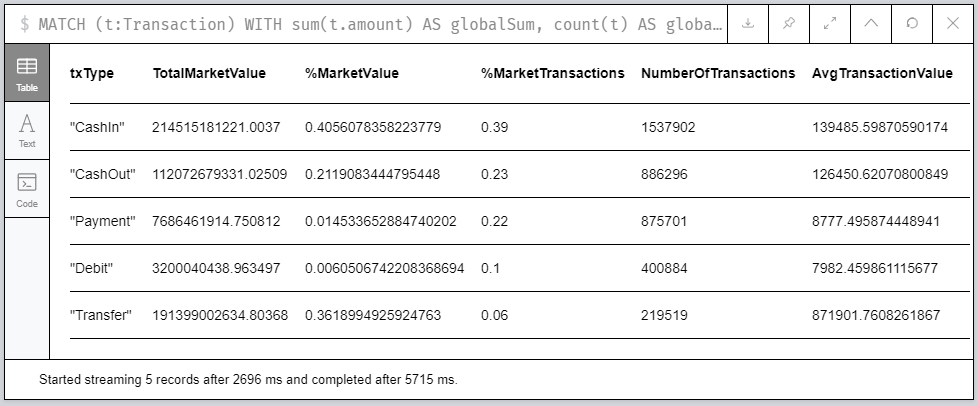 $ MATCH (t:Transaction) WITH sum(t.amount) AS globalSum, count(t) AS globa…
Table
Text
Code
txType TotalMarketValue %MarketValue %MarketTransactions NumberOfTransactions AvgTransactionValue
"CashIn" 214515181221.0037 0.4056078358223779 0.39 1537902 139485.59870590174
"CashOut" 112072679331.02509 0.2119083444795448 0.23 886296 126450.62070800849
"Payment" 7686461914.750812 0.014533652884740202 0.22 875701 8777.495874448941
"Debit" 3200040438.963497 0.0060506742208368694 0.1 400884 7982.459861115677
"Transfer" 191399002634.80368 0.3618994925924763 0.06 219519 871901.7608261867
Started streaming 5 records after 2696 ms and completed after 5715 ms.